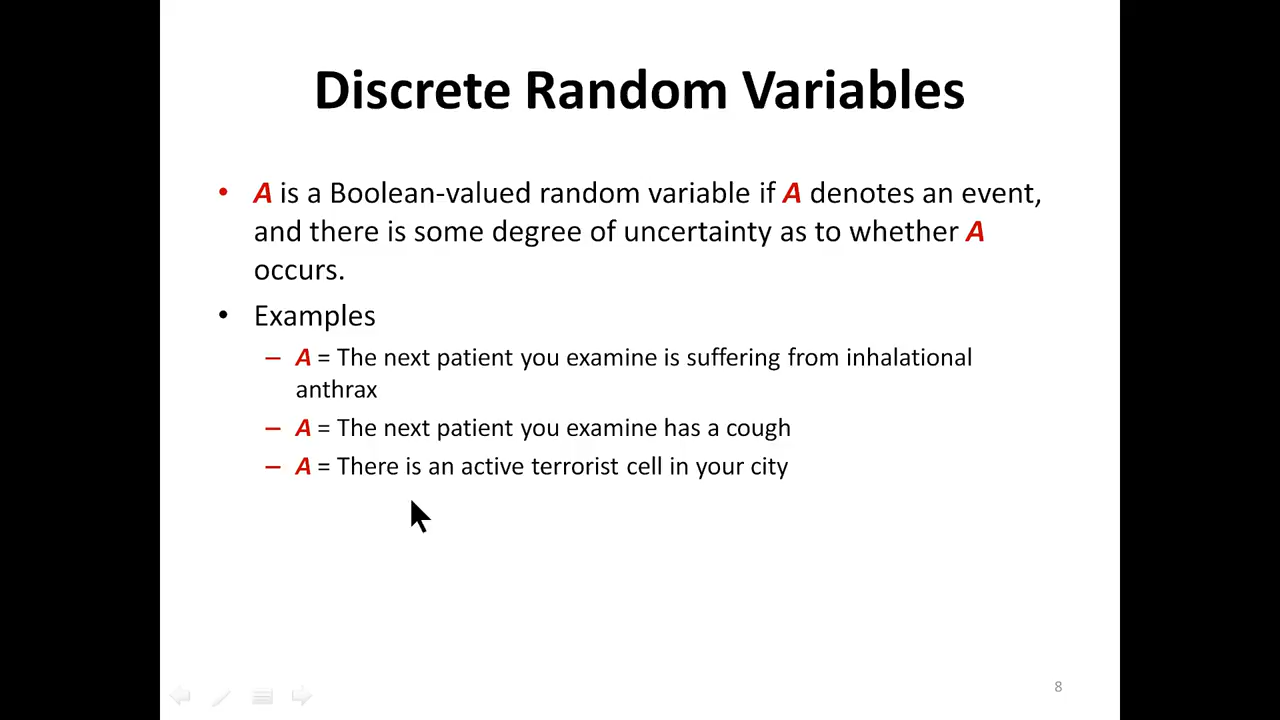 Discrete Random Variables
• A is a Boolean-valued random variable if A denotes an event,
and there is some degree of uncertainty as to whether A
occurs.
• Examples
– A = The next patient you examine is suffering from inhalational
anthrax
– A = The next patient you examine has a cough
– A = There is an active terrorist cell in your city
8